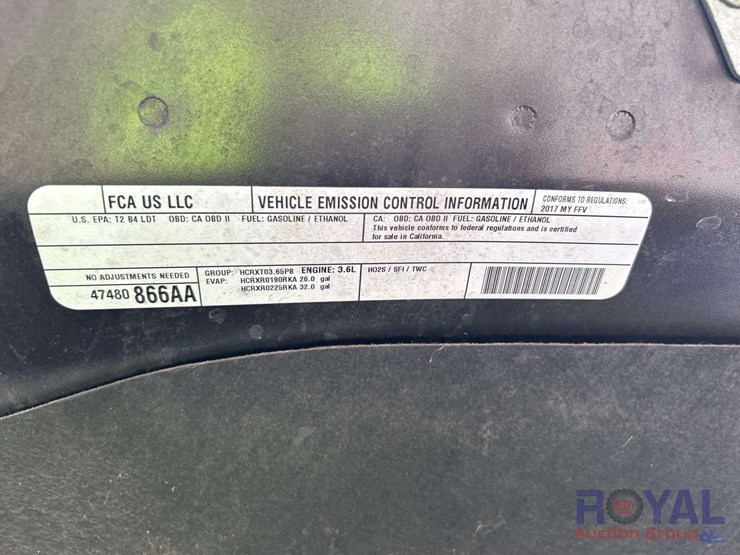 FCA US LLC
VEHICLE EMISSION CONTROL INFORMATION
CONFORMS TO REGULATIONS:
2017 MY FFV
U.S. EPA: T2 B4 LDT OBD: CA OBD II FUEL: GASOLINE / ETHANOL
CA: OBD: CA OBD II FUEL: GASOLINE / ETHANOL
This vehicle conforms to federal regulations and is certified
for sale in California.
NO ADJUSTMENTS NEEDED
47480 866AA
GROUP: HCRXT03.65PB ENGINE: 3.6L
EVAP: HCRXR0190RKA 26.0 gal
HCRXR0225RKA 32.0 gal
HO2S / SFI / TWC
ROYAL
Auction Group